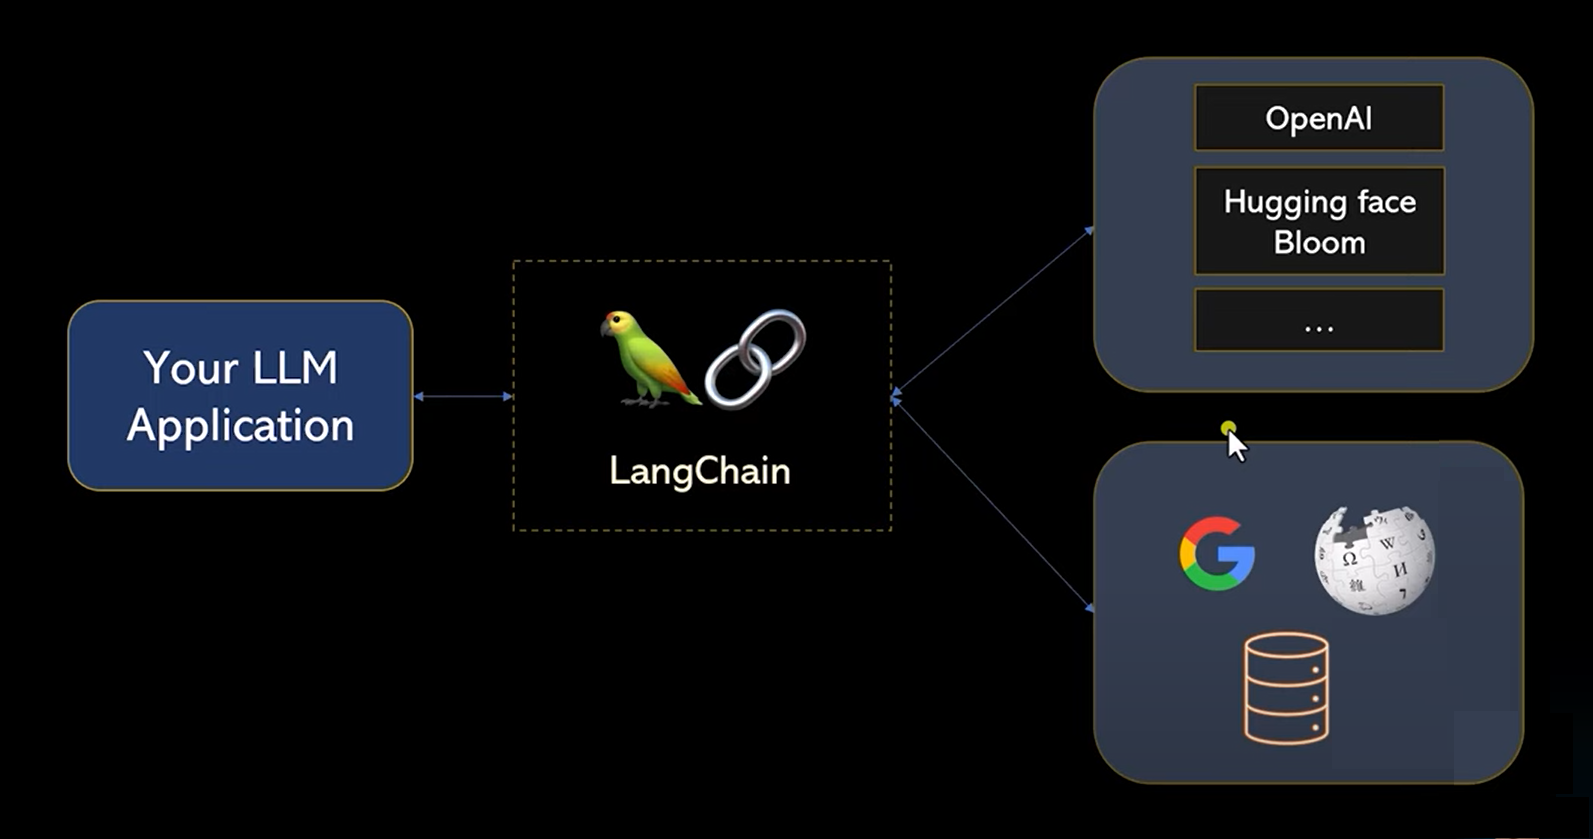 Your LLM
Application
LangChain
OpenAI
Hugging face
Bloom
...